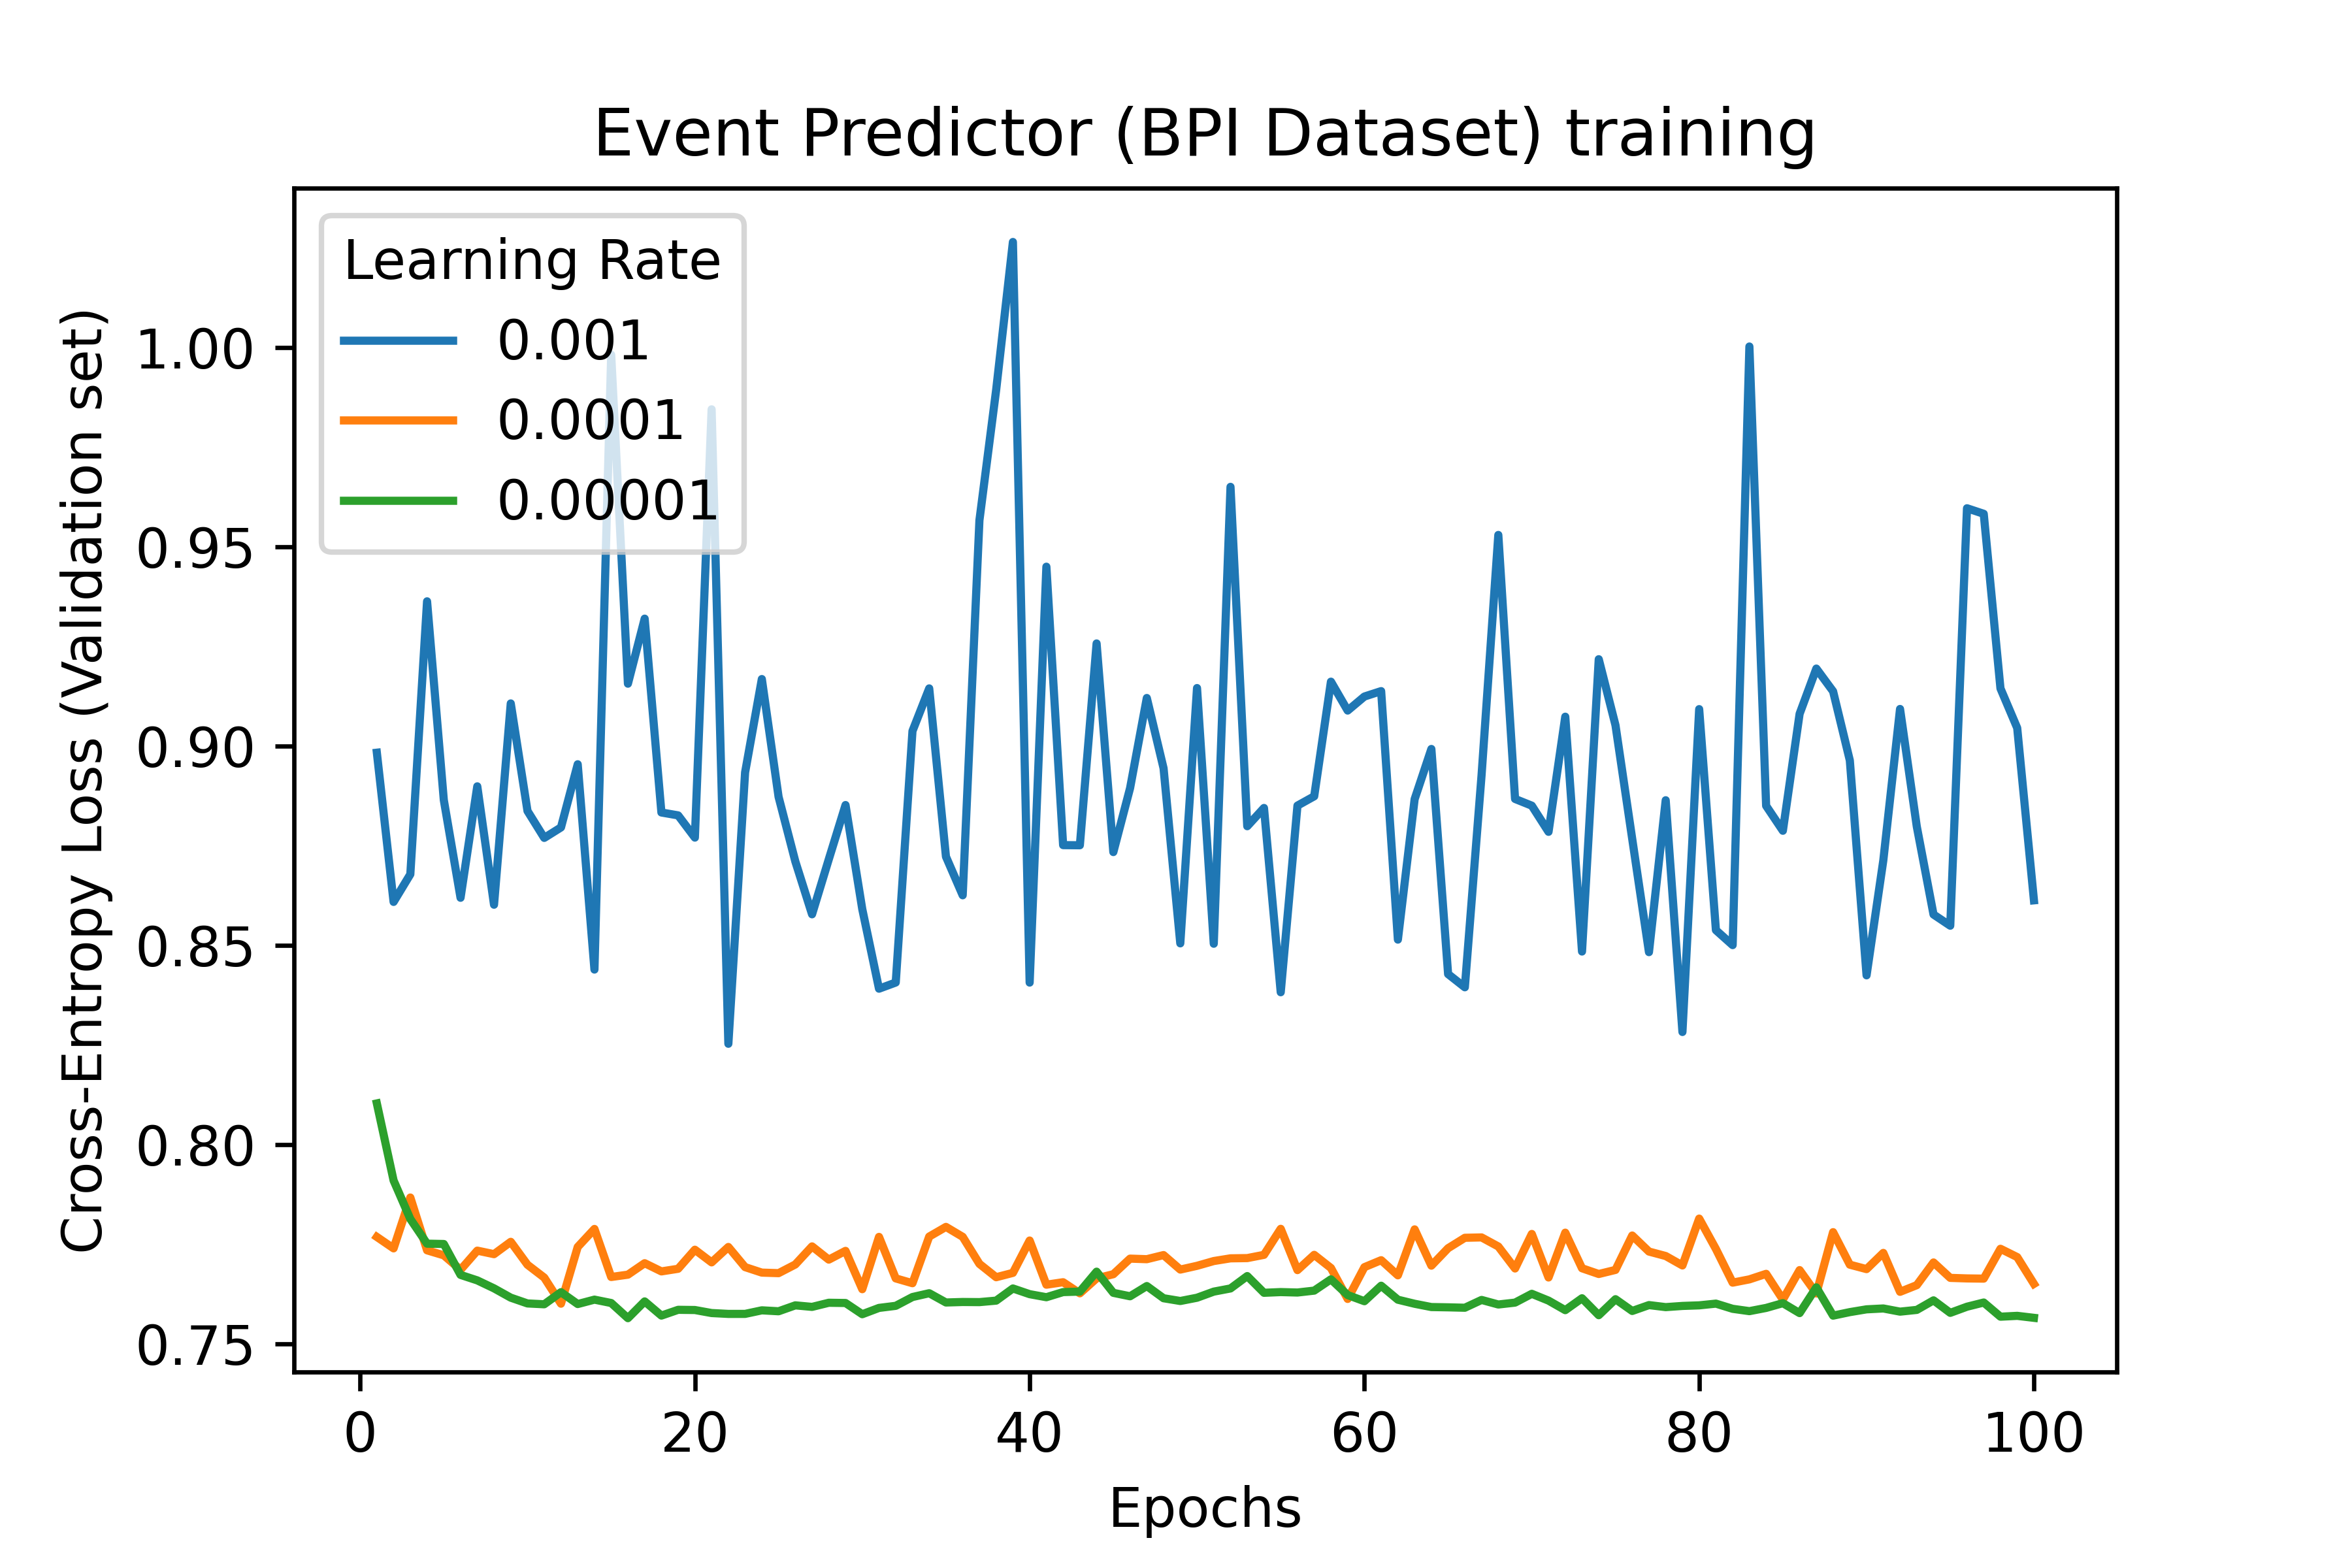 Event Predictor (BPI Dataset) training
Cross-Entropy Loss (Validation set)
1.00
0.95
0.90
0.85
0.80
0.75
Learning Rate
0.001
0.0001
0.00001
0 20 40 60 80 100
Epochs